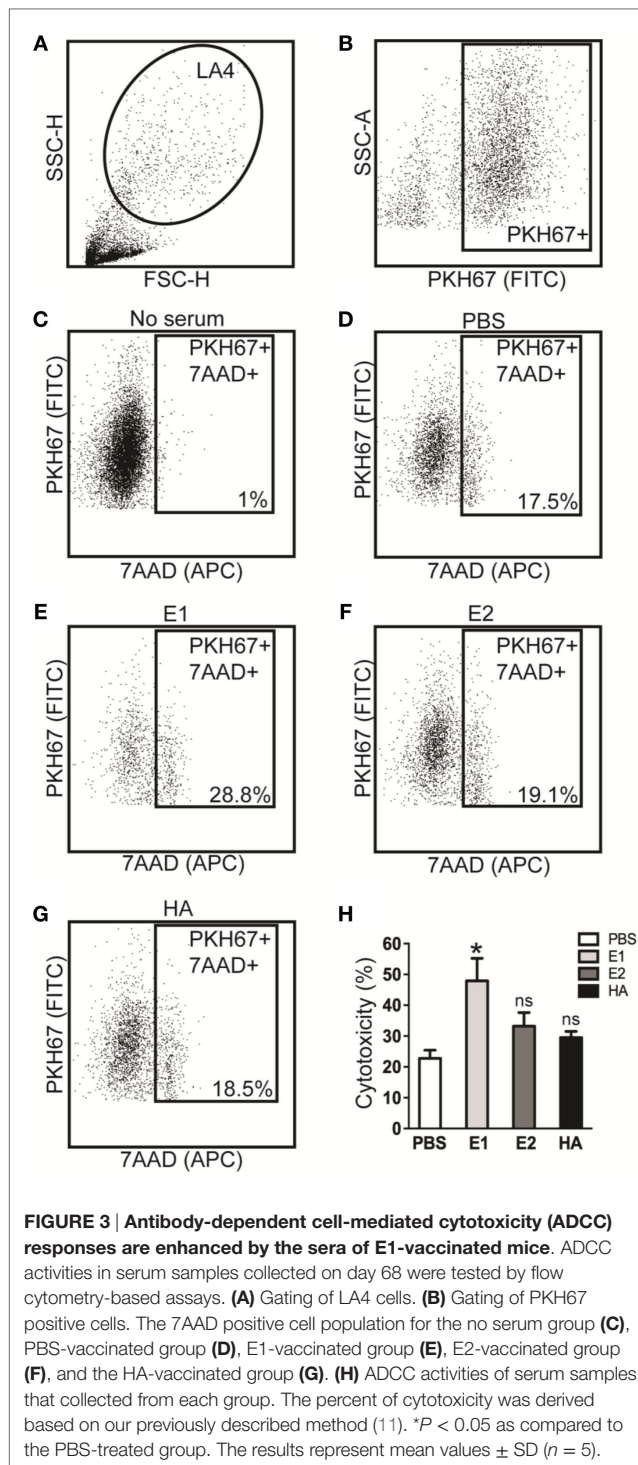 A
SSC-H
LA4
FSC-H
B
SSC-A
PKH67+
PKH67 (FITC)
C
No serum
PKH67 (FITC)
PKH67+
7AAD+
1%
7AAD (APC)
D
PBS
PKH67 (FITC)
PKH67+
7AAD+
17.5%
7AAD (APC)
E
E1
PKH67 (FITC)
PKH67+
7AAD+
28.8%
7AAD (APC)
F
E2
PKH67 (FITC)
PKH67+
7AAD+
19.1%
7AAD (APC)
G
HA
PKH67 (FITC)
PKH67+
7AAD+
18.5%
7AAD (APC)
H
Cytotoxicity (%)
60
50
40
30
20
10
0
*
ns
ns
PBS
E1
E2
HA
PBS E1 E2 HA
FIGURE 3 | Antibody-dependent cell-mediated cytotoxicity (ADCC)
responses are enhanced by the sera of E1-vaccinated mice. ADCC
activities in serum samples collected on day 68 were tested by flow
cytometry-based assays. (A) Gating of LA4 cells. (B) Gating of PKH67
positive cells. The 7AAD positive cell population for the no serum group (C),
PBS-vaccinated group (D), E1-vaccinated group (E), E2-vaccinated group
(F), and the HA-vaccinated group (G). (H) ADCC activities of serum samples
that collected from each group. The percent of cytotoxicity was derived
based on our previously described method (11). *P < 0.05 as compared to
the PBS-treated group. The results represent mean values ± SD (n = 5).